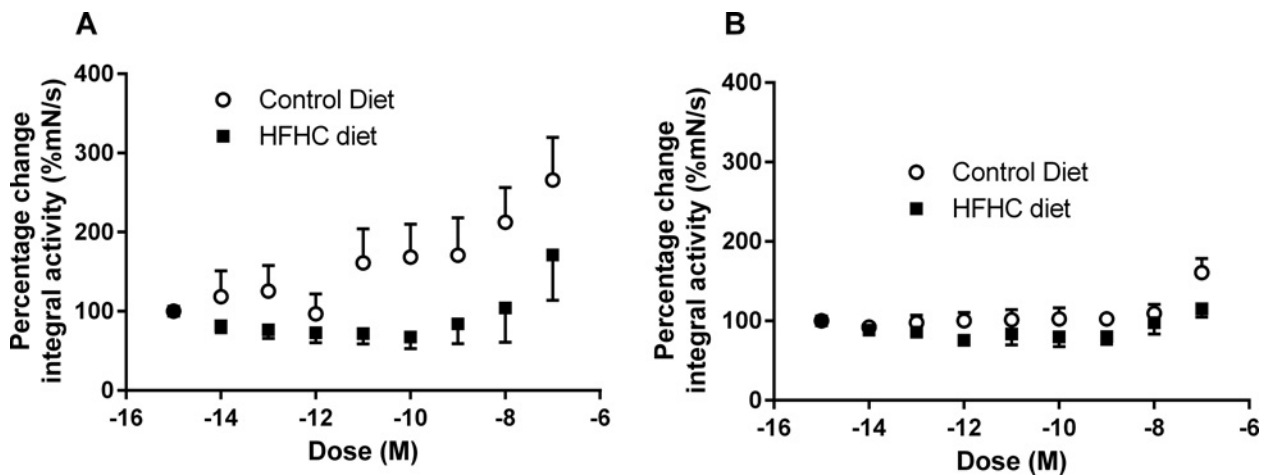 A
Percentage change
integral activity (%mN/s)
400
300
200
100
0
Control Diet
HFHC diet
-16
-14
-12
-10
-8
-6
Dose (M)
B
Percentage change
integral activity (%mN/s)
400
300
200
100
0
Control Diet
HFHC diet
-16
-14
-12
-10
-8
-6
Dose (M)